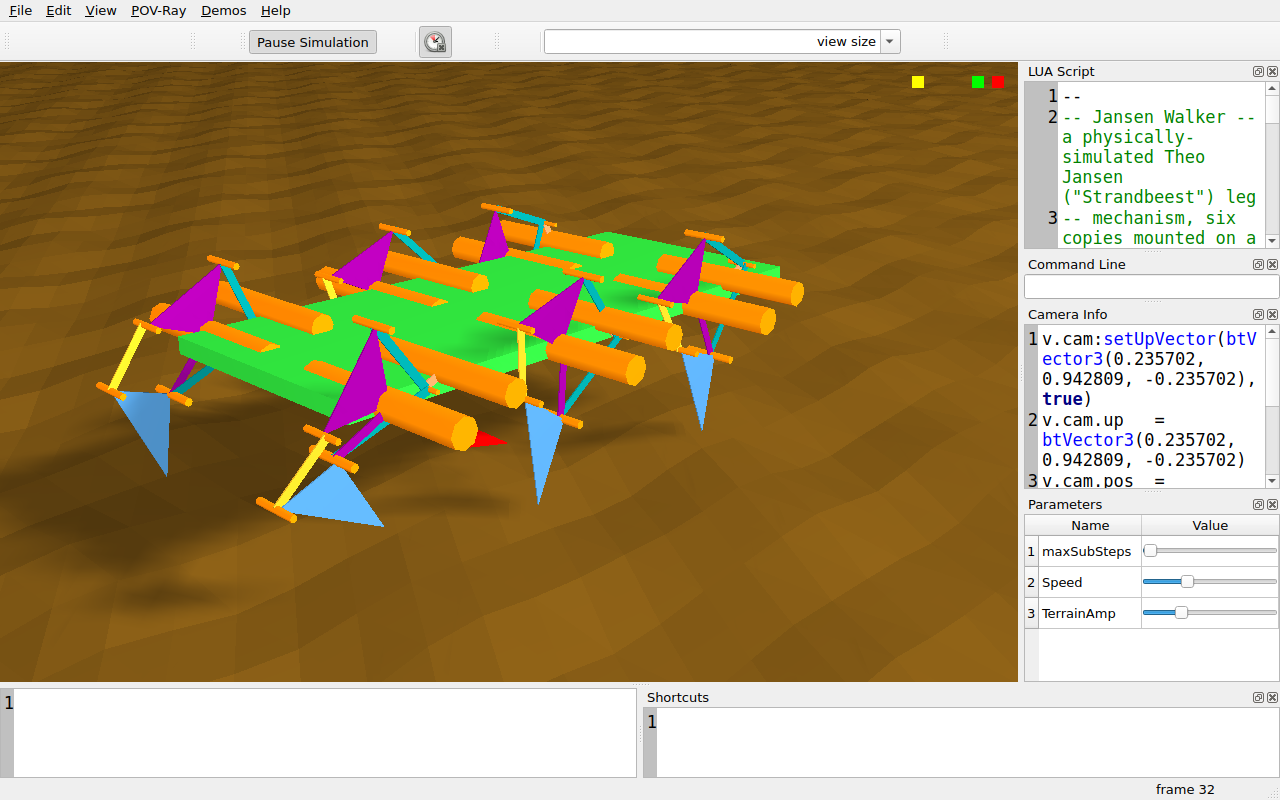 File Edit View POV-Ray Demos Help
Pause Simulation
view size
LUA Script
1 --
2 -- Jansen Walker --
a physically-
simulated Theo
Jansen
("Strandbeest") leg
3 -- mechanism, six
copies mounted on a
Command Line
Camera Info
1 v.cam:setUpVector(btV
ector3(0.235702,
0.942809, -0.235702),
true)
2 v.cam.up   =
btVector3(0.235702,
0.942809, -0.235702)
3 v.cam.pos  =
Parameters
Name Value
1 maxSubSteps
2 Speed
3 TerrainAmp
1
Shortcuts
1
frame 32